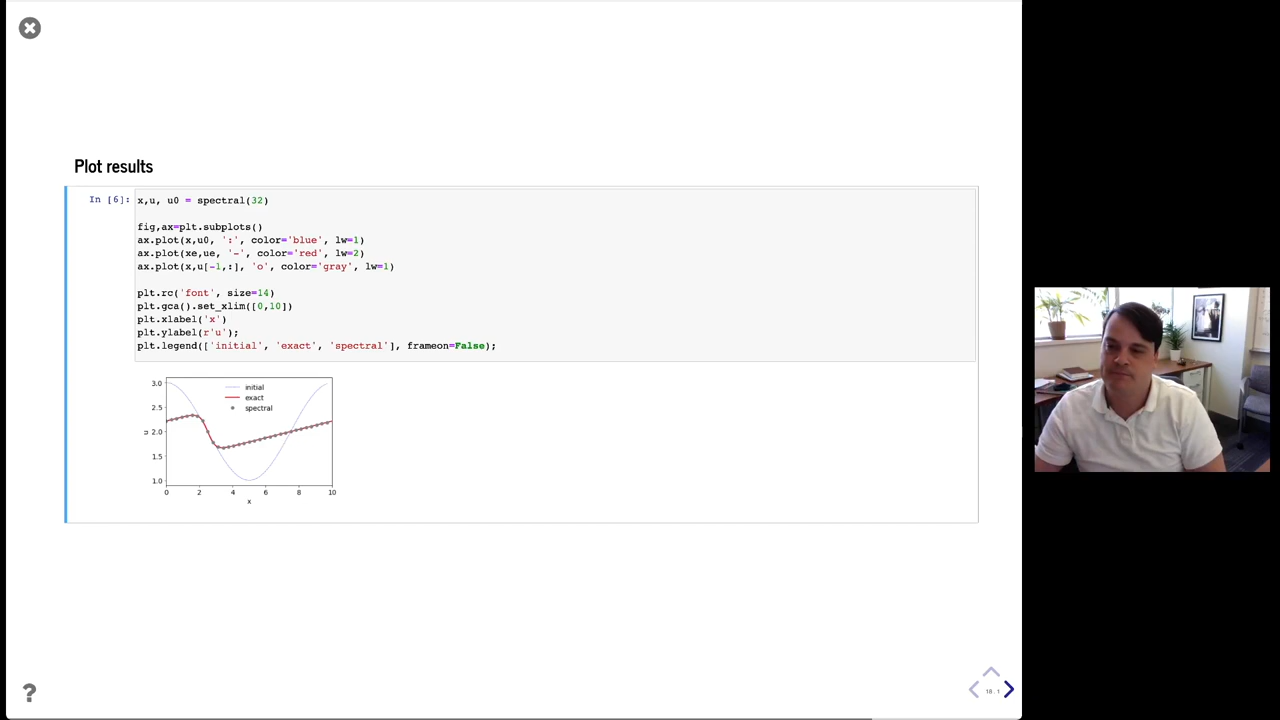 Plot results
In [6]: x,u, u0 = spectral(32)
fig,ax=plt.subplots()
ax.plot(x,u0, ':', color='blue', lw=1)
ax.plot(xe,ue, '-', color='red', lw=2)
ax.plot(x,u[-1,:], 'o', color='gray', lw=1)
plt.rc('font', size=14)
plt.gca().set_xlim([0,10])
plt.xlabel('x')
plt.ylabel(r'u');
plt.legend(['initial', 'exact', 'spectral'], frameon=False);
3.0
2.5
2.0
1.5
1.0
u
initial
exact
spectral
0 2 4 6 8 10
x
?
18.1